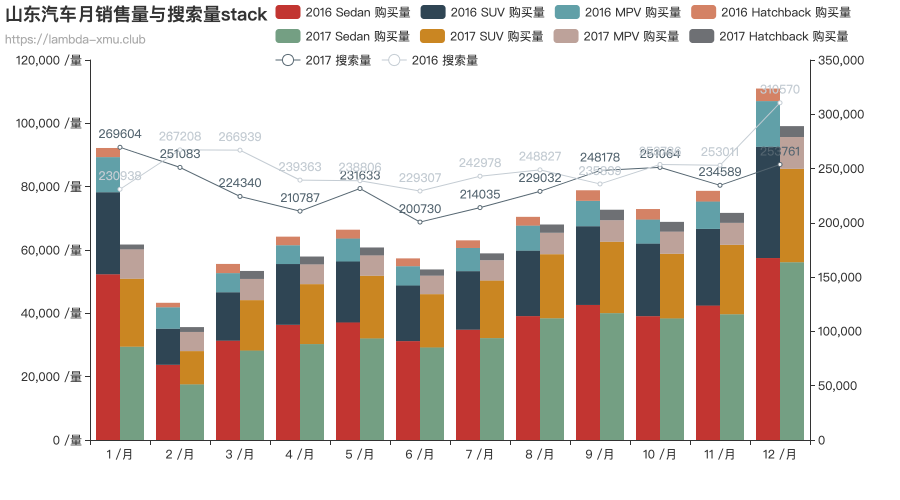 山东汽车月销售量与搜索量stack
https://lambda-xmu.club
2016 Sedan 购买量 2016 SUV 购买量 2016 MPV 购买量 2016 Hatchback 购买量
2017 Sedan 购买量 2017 SUV 购买量 2017 MPV 购买量 2017 Hatchback 购买量
2017 搜索量 2016 搜索量
120,000 /量
100,000 /量
80,000 /量
60,000 /量
40,000 /量
20,000 /量
0 /量
350,000
300,000
250,000
200,000
150,000
100,000
50,000
0
269604
251083
224340
210787
231633
200730
214035
229032
248178
251064
234589
253761
230938
267208
266939
239363
238806
229307
242978
248827
253011
310570
1 /月 2 /月 3 /月 4 /月 5 /月 6 /月 7 /月 8 /月 9 /月 10 /月 11 /月 12 /月